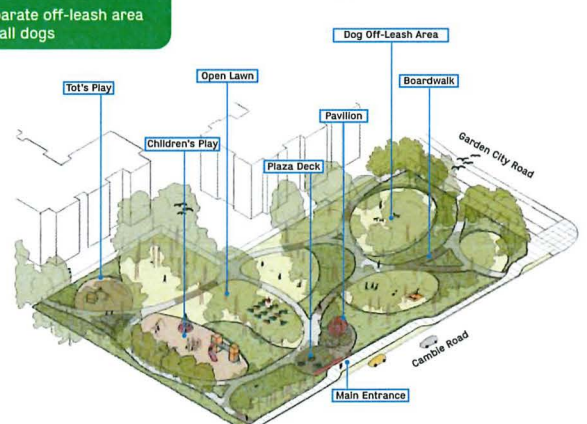 parate off-leash area
all dogs
Dog Off-Leash Area
Tot's Play
Open Lawn
Boardwalk
Pavilion
Children's Play
Plaza Deck
Garden City Road
Cambie Road
Main Entrance